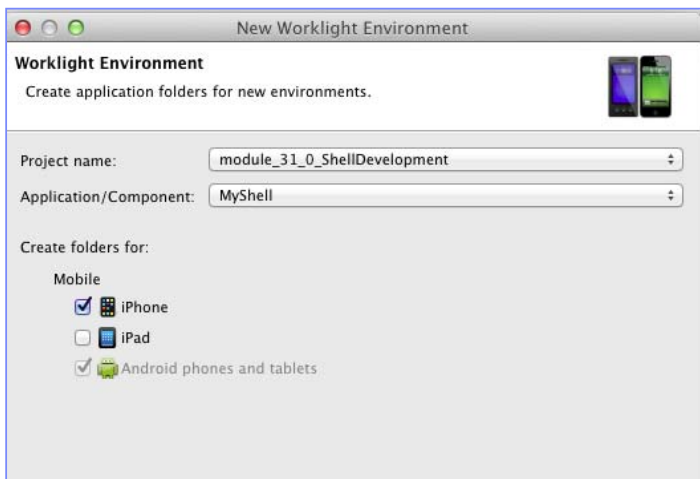 New Worklight Environment
Worklight Environment
Create application folders for new environments.
Project name: module_31_0_ShellDevelopment
Application/Component: MyShell
Create folders for:
Mobile
iPhone
iPad
Android phones and tablets